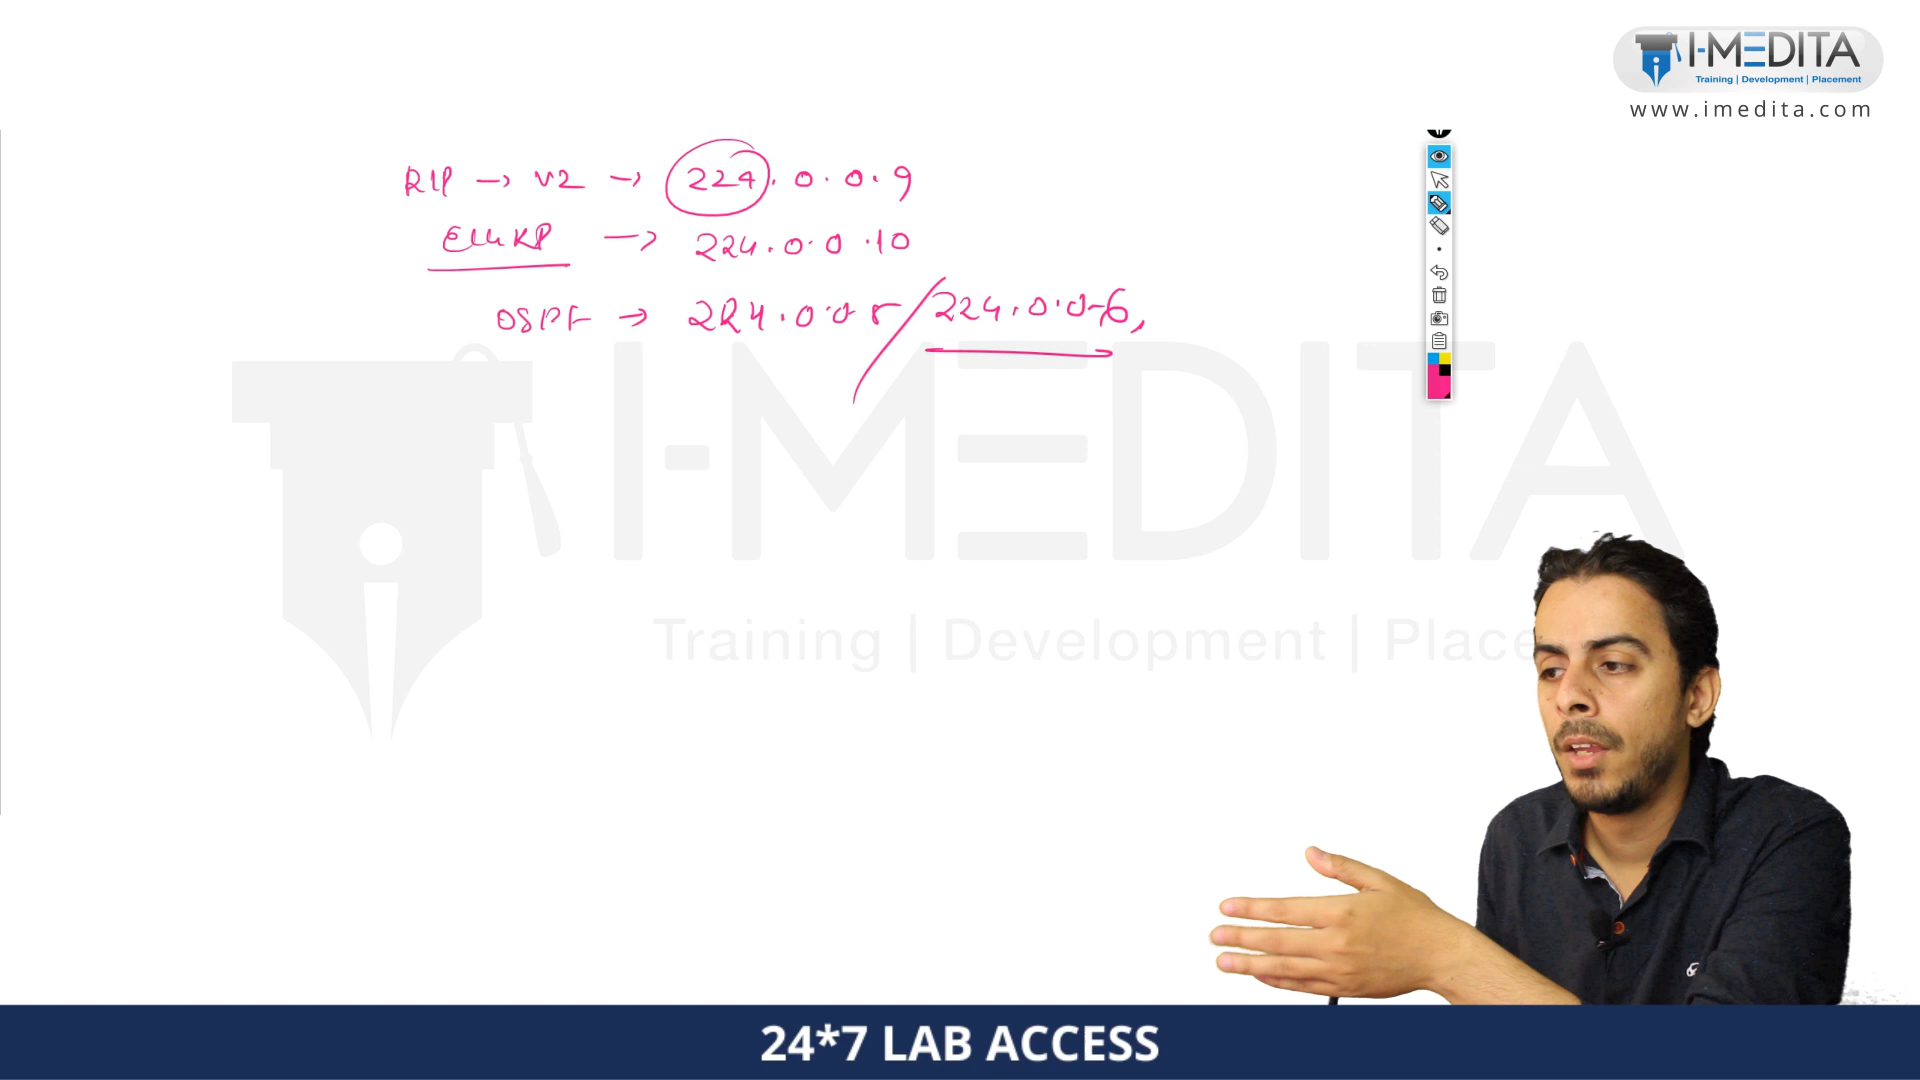 I-MEDITA
Training | Development | Placement
www.imedita.com
RIP → V2 → 224.0.0.9
EIGRP → 224.0.0.10
OSPF → 224.0.0.5 / 224.0.0.6,
I-MEDITA
Training | Development | Place
24*7 LAB ACCESS